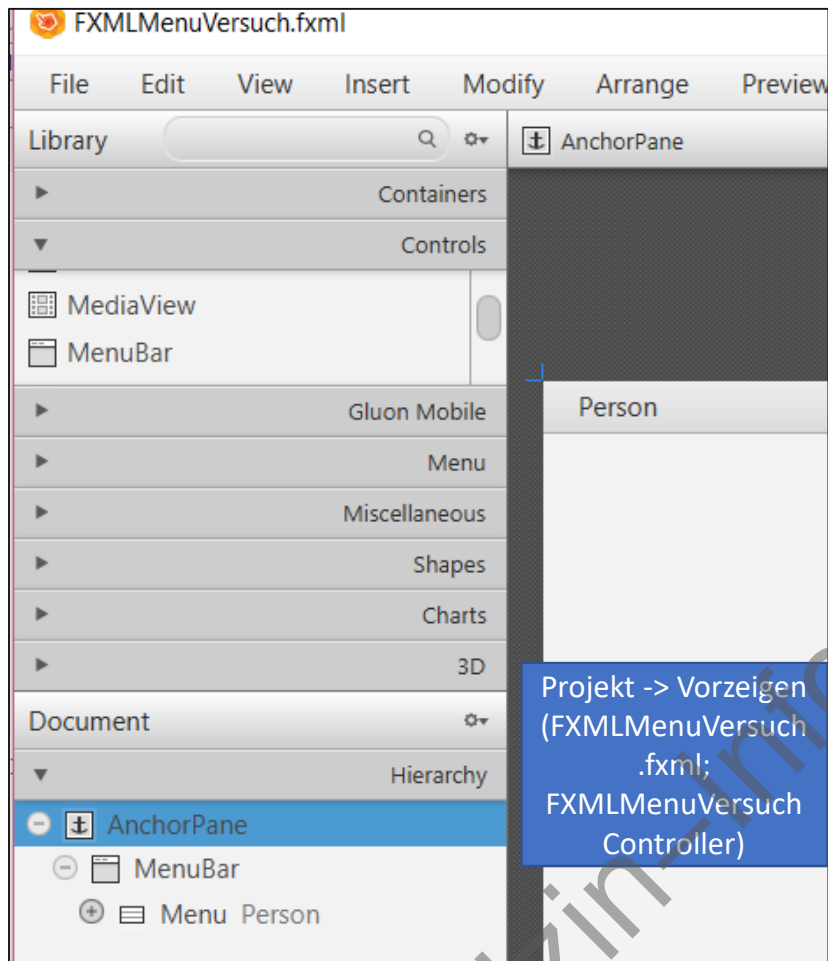 FXMLMenuVersuch.fxml
File Edit View Insert Modify Arrange Preview
Library
AnchorPane
Containers
Controls
MediaView
MenuBar
Gluon Mobile
Person
Menu
Miscellaneous
Shapes
Charts
3D
Projekt -> Vorzeigen
(FXMLMenuVersuch
.fxml;
FXMLMenuVersuch
Controller)
Document
Hierarchy
AnchorPane
MenuBar
Menu Person